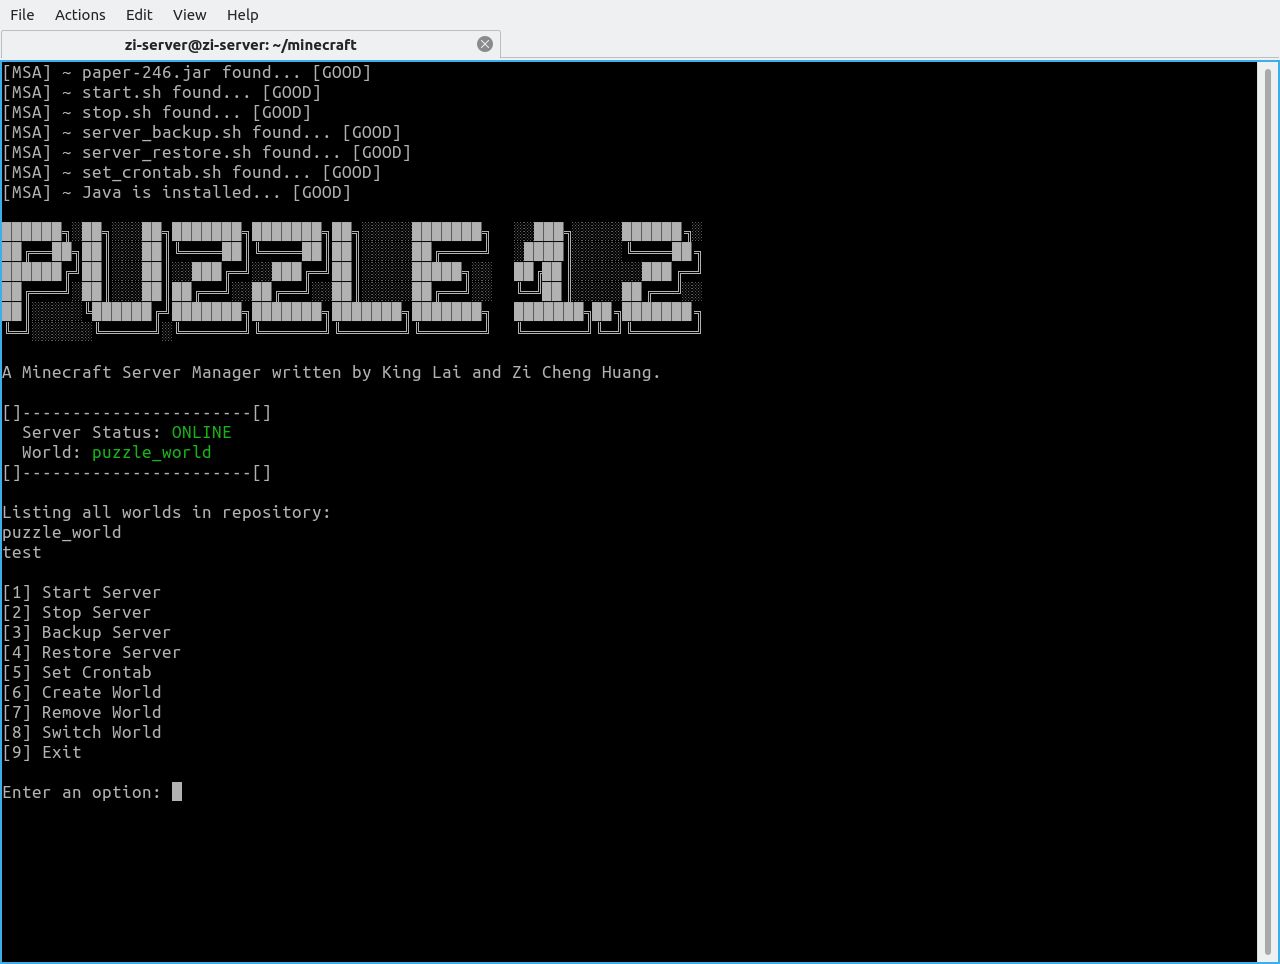 File Actions Edit View Help
zi-server@zi-server: ~/minecraft
[MSA] ~ paper-246.jar found... [GOOD]
[MSA] ~ start.sh found... [GOOD]
[MSA] ~ stop.sh found... [GOOD]
[MSA] ~ server_backup.sh found... [GOOD]
[MSA] ~ server_restore.sh found... [GOOD]
[MSA] ~ set_crontab.sh found... [GOOD]
[MSA] ~ Java is installed... [GOOD]
PUZZLE 1.2
A Minecraft Server Manager written by King Lai and Zi Cheng Huang.
[]-----------------------[]
Server Status: ONLINE
World: puzzle_world
[]-----------------------[]
Listing all worlds in repository:
puzzle_world
test
[1] Start Server
[2] Stop Server
[3] Backup Server
[4] Restore Server
[5] Set Crontab
[6] Create World
[7] Remove World
[8] Switch World
[9] Exit
Enter an option: